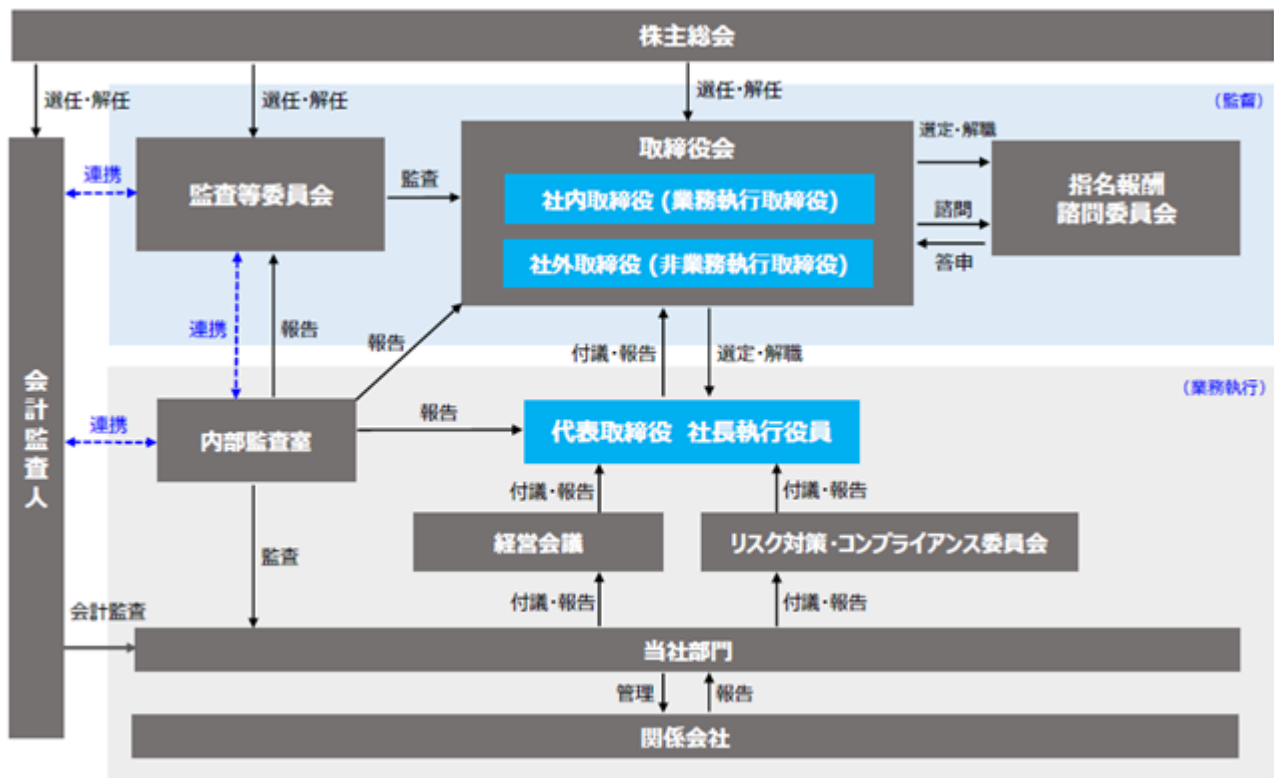 株主総会
選任・解任
選任・解任
選任・解任
(監督)
連携
監査等委員会
監査
取締役会
社内取締役 (業務執行取締役)
社外取締役 (非業務執行取締役)
選定・解職
諮問
答申
指名報酬
諮問委員会
連携
報告
報告
付議・報告
選定・解職
(業務執行)
会計監査人
連携
内部監査室
報告
代表取締役 社長執行役員
付議・報告
付議・報告
経営会議
リスク対策・コンプライアンス委員会
監査
付議・報告
付議・報告
会計監査
当社部門
管理
報告
関係会社